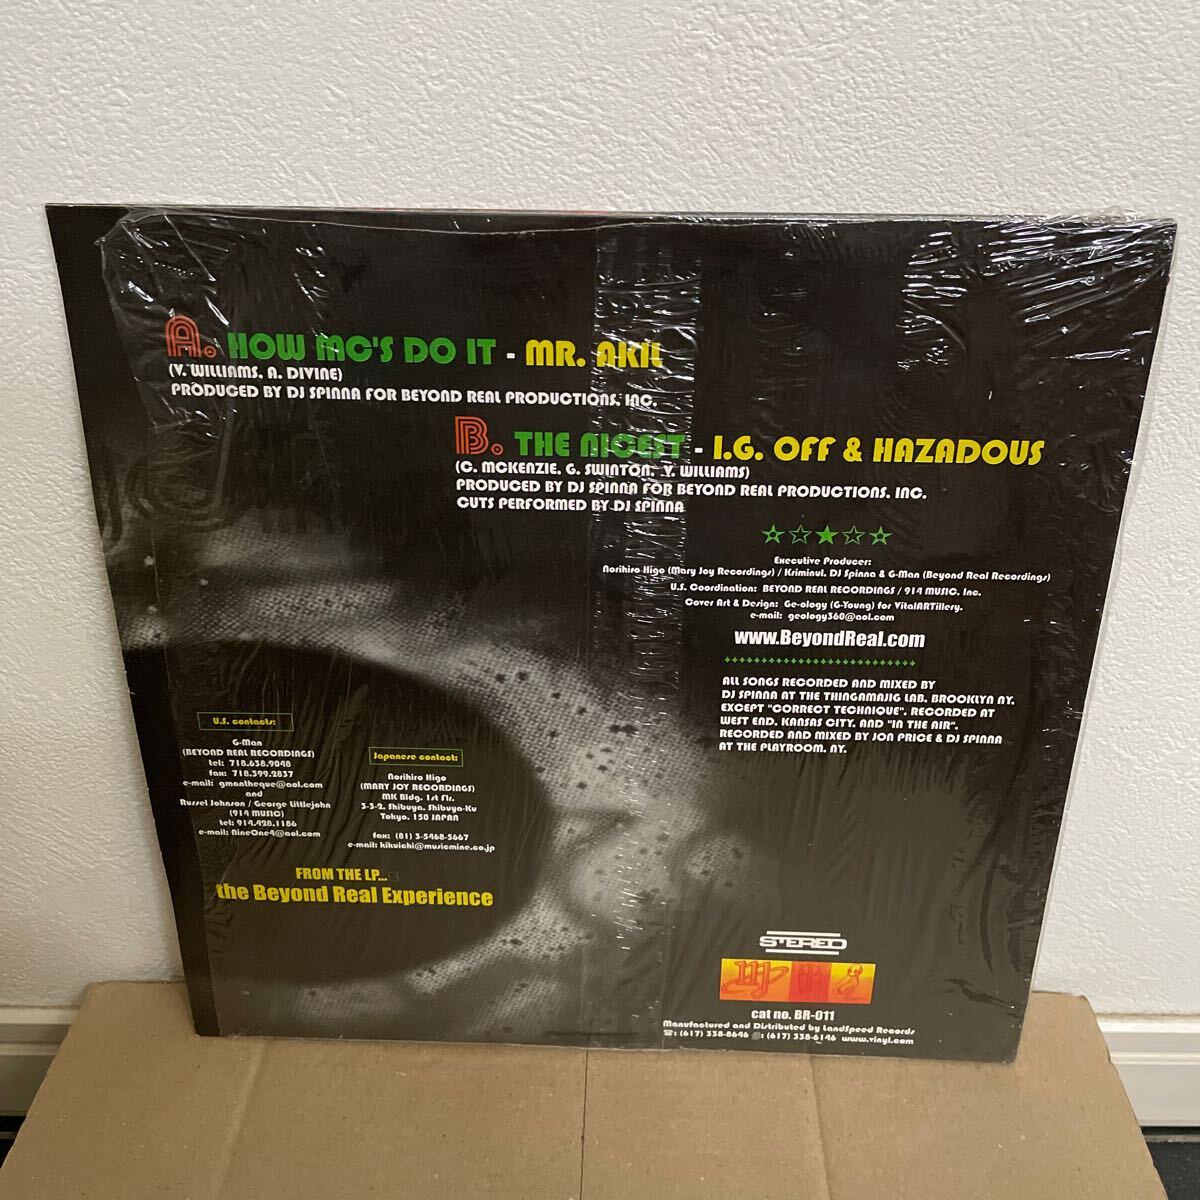 A. HOW MC'S DO IT - MR. AKIL
(V. WILLIAMS, A. DIVINE)
PRODUCED BY DJ SPINNA FOR BEYOND REAL PRODUCTIONS, INC.
B. THE NICEST - I.G. OFF & HAZADOUS
(C. MCKENZIE, G. SWINTON, V. WILLIAMS)
PRODUCED BY DJ SPINNA FOR BEYOND REAL PRODUCTIONS, INC.
CUTS PERFORMED BY DJ SPINNA
Executive Producer:
Norihiro Higo (Mary Joy Recordings) / Kriminul, DJ Spinna & G-Man (Beyond Real Recordings)
U.S. Coordination: BEYOND REAL RECORDINGS / 914 MUSIC, Inc.
Cover Art & Design: Ge-ology (G-Young) for VitalARTillery.
e-mail: geology360@aol.com
www.BeyondReal.com
ALL SONGS RECORDED AND MIXED BY
DJ SPINNA AT THE THINGAMAJIG LAB, BROOKLYN NY.
EXCEPT "CORRECT TECHNIQUE", RECORDED AT
WEST END, KANSAS CITY, AND "IN THE AIR",
RECORDED AND MIXED BY JON PRICE & DJ SPINNA
AT THE PLAYROOM, NY.
U.S. contacts:
G-Man
(BEYOND REAL RECORDINGS)
tel: 718.638.9048
fax: 718.399.2837
e-mail: gmantheque@aol.com
and
Russel Johnson / George Littlejohn
(914 MUSIC)
tel: 914.428.1186
e-mail: NineOne4@aol.com
Japanese contact:
Norihiro Higo
(MARY JOY RECORDINGS)
MK Bldg. 1st Flr.
3-3-2, Shibuya, Shibuya-Ku
Tokyo, 150 JAPAN
fax: (81) 3-5468-5667
e-mail: kikuichi@musicmine.co.jp
FROM THE LP...
the Beyond Real Experience
STEREO
mj
cat no. BR-011
Manufactured and Distributed by LandSpeed Records
☎: (617) 338-8646 : (617) 338-6146 www.vinyl.com